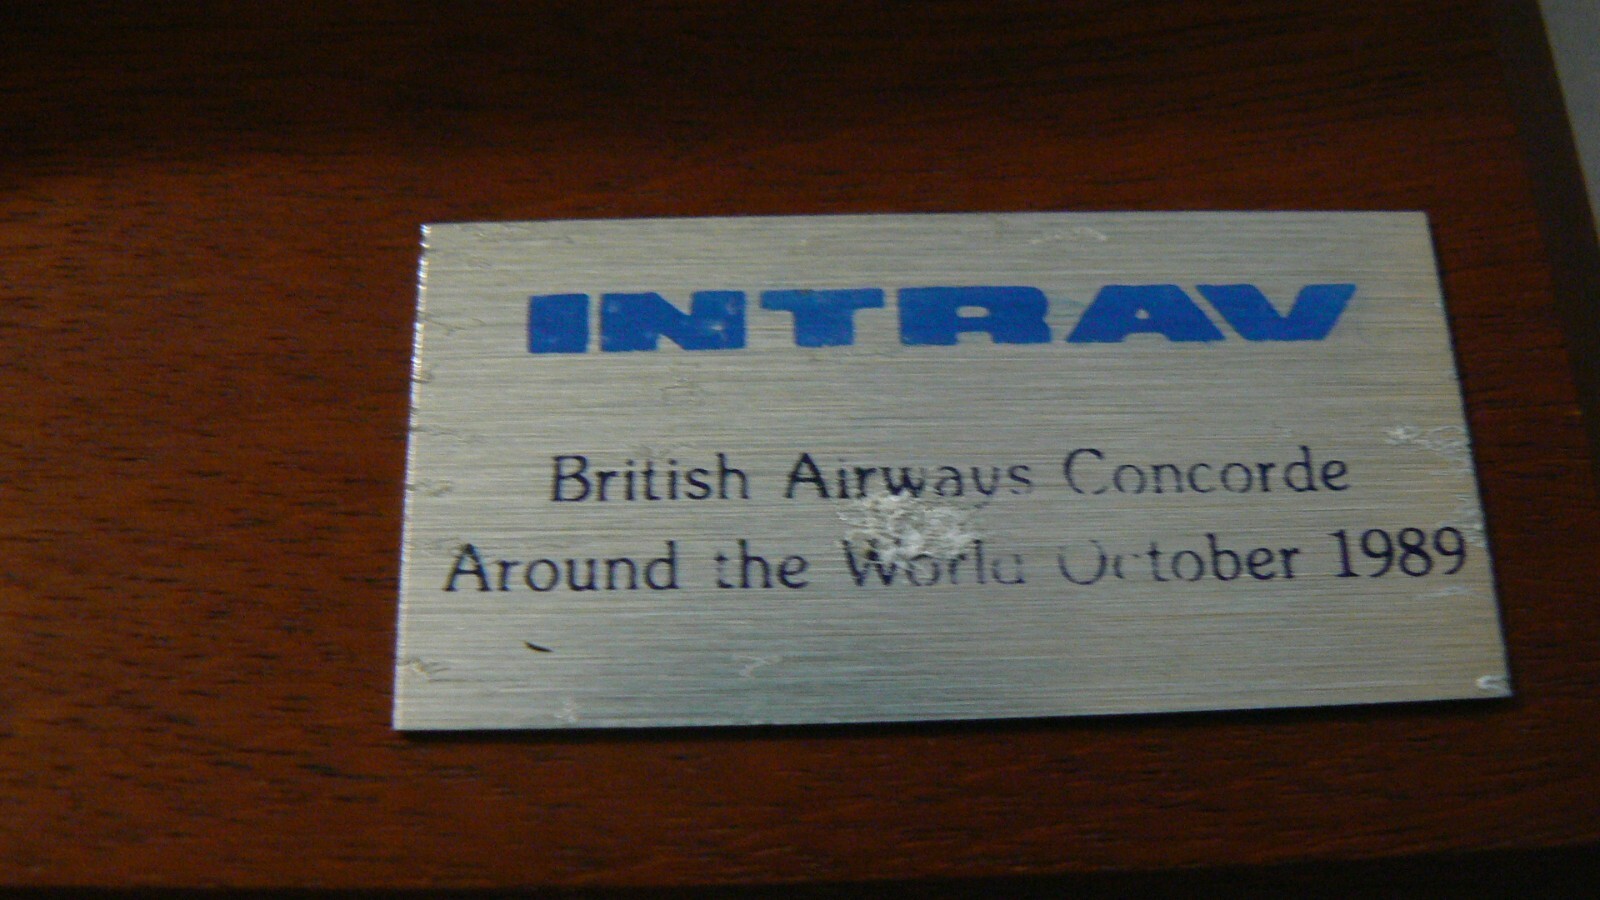 INTRAV
British Airways Concorde
Around the World October 1989